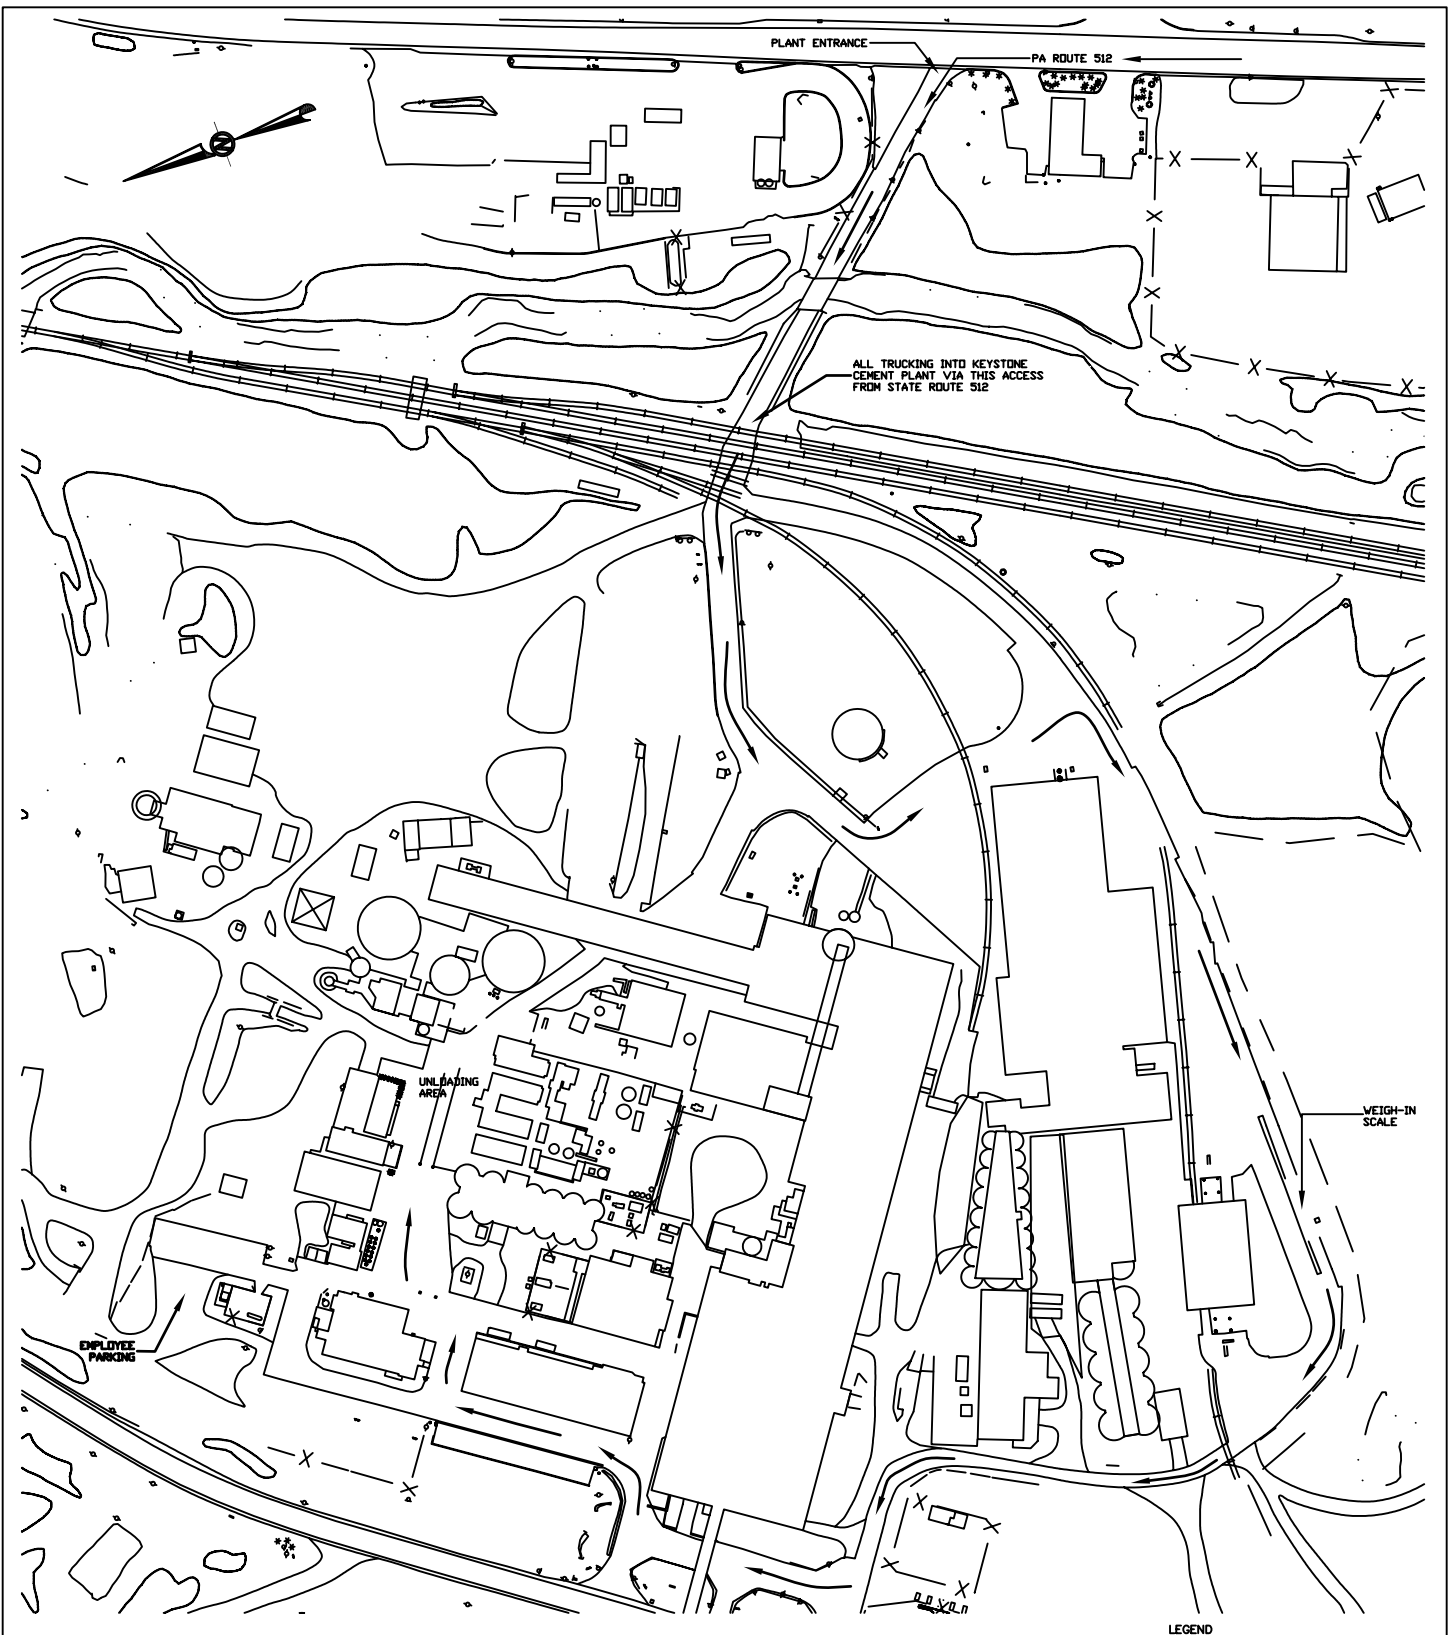 PLANT ENTRANCE
PA ROUTE 512
N
ALL TRUCKING INTO KEYSTONE
CEMENT PLANT VIA THIS ACCESS
FROM STATE ROUTE 512
UNLOADING
AREA
WEIGH-IN
SCALE
EMPLOYEE
PARKING
LEGEND